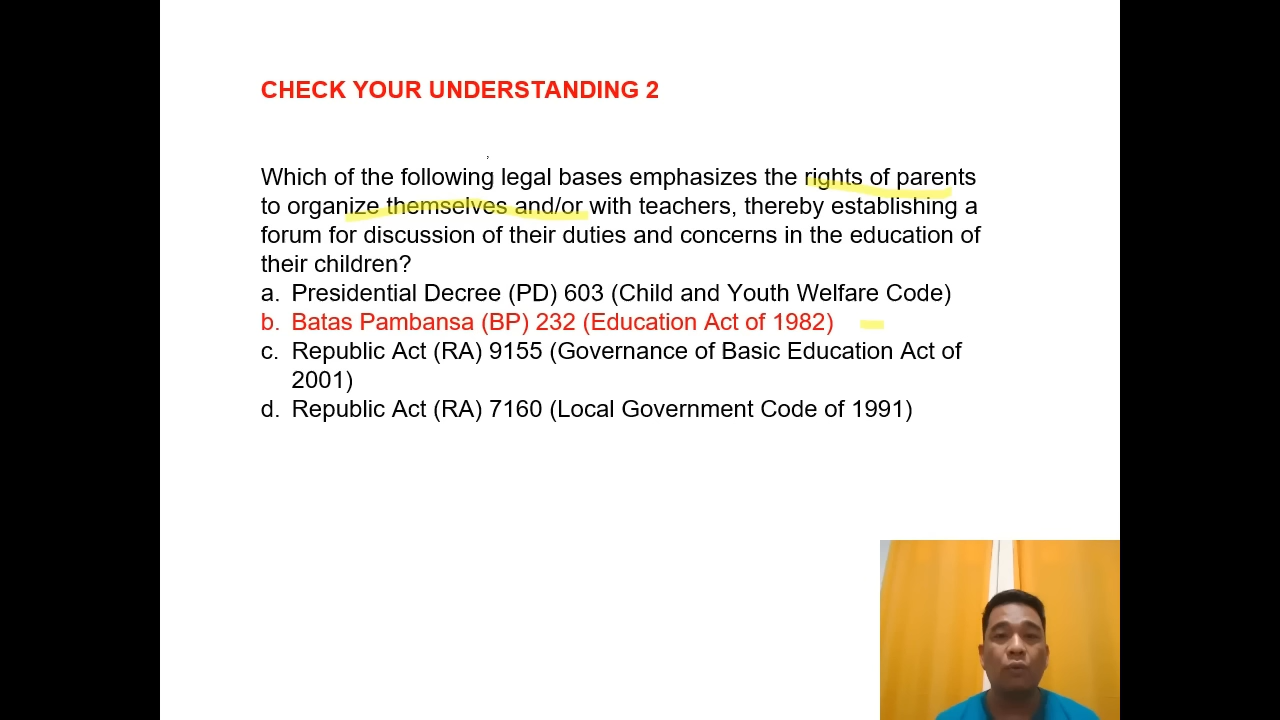 CHECK YOUR UNDERSTANDING 2
Which of the following legal bases emphasizes the rights of parents
to organize themselves and/or with teachers, thereby establishing a
forum for discussion of their duties and concerns in the education of
their children?
a. Presidential Decree (PD) 603 (Child and Youth Welfare Code)
b. Batas Pambansa (BP) 232 (Education Act of 1982)
c. Republic Act (RA) 9155 (Governance of Basic Education Act of
2001)
d. Republic Act (RA) 7160 (Local Government Code of 1991)